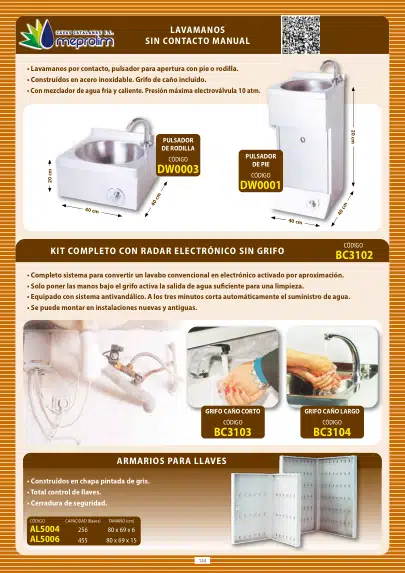 CAFAS CATALANAS S.L.
meprolim
LAVAMANOS
SIN CONTACTO MANUAL
• Lavamanos por contacto, pulsador para apertura con pie o rodilla.
• Construidos en acero inoxidable. Grifo de caño incluido.
• Con mezclador de agua fría y caliente. Presión máxima electroválvula 10 atm.
PULSADOR
DE RODILLA
CÓDIGO
DW0003
20 cm
40 cm
40 cm
PULSADOR
DE PIE
CÓDIGO
DW0001
40 cm
40 cm
KIT COMPLETO CON RADAR ELECTRÓNICO SIN GRIFO
CÓDIGO
BC3102
• Completo sistema para convertir un lavabo convencional en electrónico activado por aproximación.
• Solo poner las manos bajo el grifo activa la salida de agua suficiente para una limpieza.
• Equipado con sistema antivandálico. A los tres minutos corta automáticamente el suministro de agua.
• Se puede montar en instalaciones nuevas y antiguas.
GRIFO CAÑO CORTO
CÓDIGO
BC3103
GRIFO CAÑO LARGO
CÓDIGO
BC3104
ARMARIOS PARA LLAVES
• Construidos en chapa pintada de gris.
• Total control de llaves.
• Cerradura de seguridad.
CÓDIGO CAPACIDAD (llaves) TAMAÑO (cm)
AL5004 256 80 x 69 x 6
AL5006 455 80 x 69 x 15